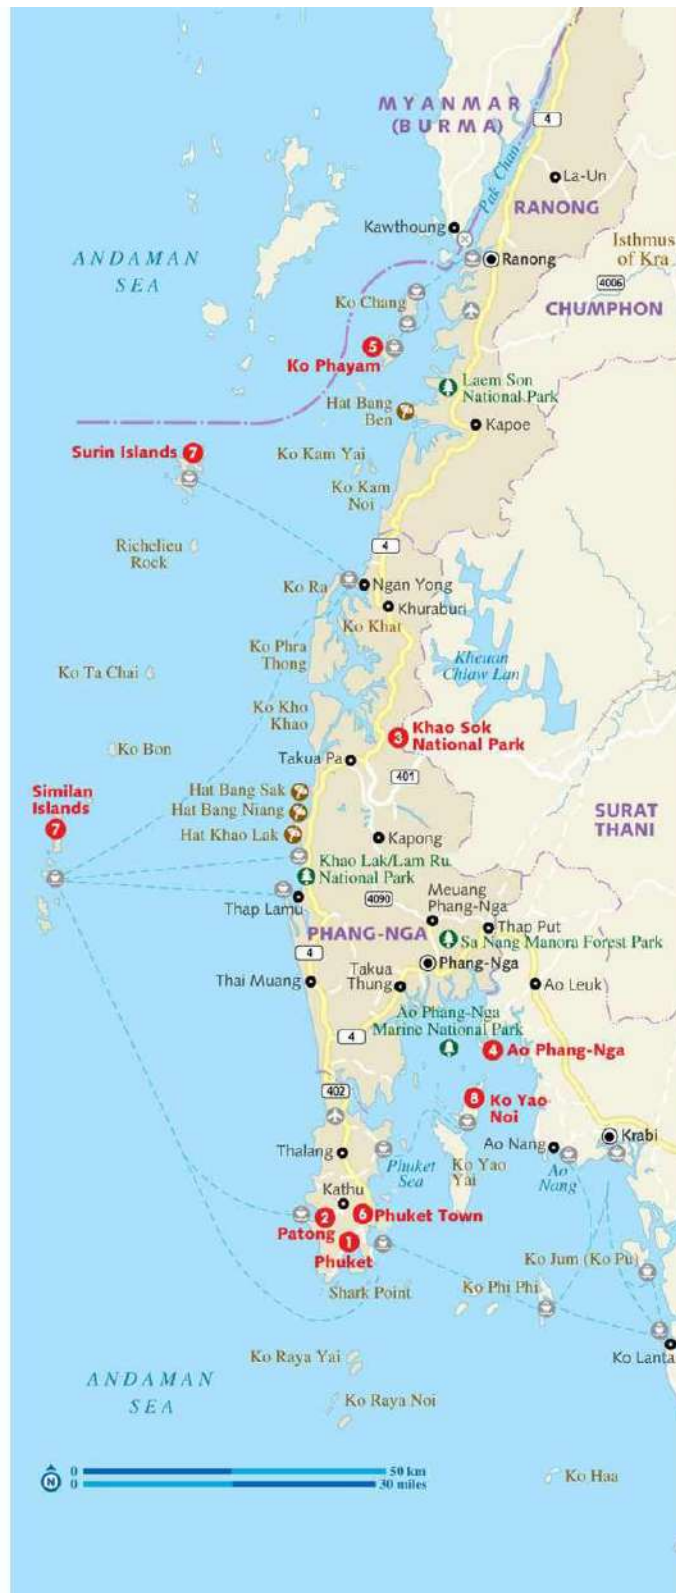 MYANMAR
(BURMA)
4
Pak Chan
La-Un
RANONG
Kawthoung
Isthmus
of Kra
ANDAMAN
SEA
Ranong
4006
Ko Chang
CHUMPHON
5
Ko Phayam
Laem Son
National Park
Hat Bang
Ben
Kapoe
Surin Islands 7
Ko Kam Yai
Ko Kam
Noi
Richelieu
Rock
4
Ko Ra
Ngan Yong
Khuraburi
Ko Khat
Ko Phra
Thong
Kheuan
Chiaw Lan
Ko Ta Chai
Ko Kho
Khao
3 Khao Sok
National Park
Ko Bon
Takua Pa
401
Similan
Islands
7
Hat Bang Sak
Hat Bang Niang
Hat Khao Lak
SURAT
THANI
Kapong
Khao Lak/Lam Ru
National Park
4090
Meuang
Phang-Nga
Thap Lamu
Thap Put
PHANG-NGA
Sa Nang Manora Forest Park
4
Phang-Nga
Thai Muang
Takua
Thung
Ao Leuk
Ao Phang-Nga
Marine National Park
4
4 Ao Phang-Nga
402
8 Ko Yao
Noi
Krabi
Thalang
Ao Nang
Phuket
Sea
Ko Yao
Yai
Ao
Nang
Kathu
2
Patong
6 Phuket Town
1
Phuket
Ko Jum (Ko Pu)
Shark Point
Ko Phi Phi
Ko Raya Yai
Ko Lanta
ANDAMAN
SEA
Ko Raya Noi
N
0 50 km
0 30 miles
Ko Haa